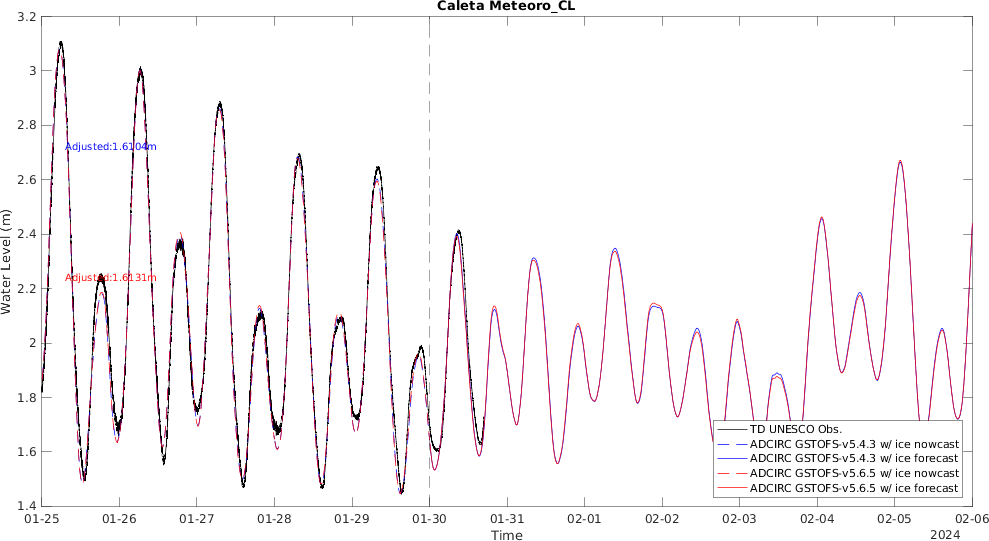 Caleta Meteoro_CL
3.2
3
2.8
2.6
2.4
2.2
2
1.8
1.6
1.4
Water Level (m)
Adjusted:1.6104m
Adjusted:1.6131m
TD UNESCO Obs.
ADCIRC GSTOFS-v5.4.3 w/ ice nowcast
ADCIRC GSTOFS-v5.4.3 w/ ice forecast
ADCIRC GSTOFS-v5.6.5 w/ ice nowcast
ADCIRC GSTOFS-v5.6.5 w/ ice forecast
01-25 01-26 01-27 01-28 01-29 01-30 01-31 02-01 02-02 02-03 02-04 02-05 02-06
Time
2024